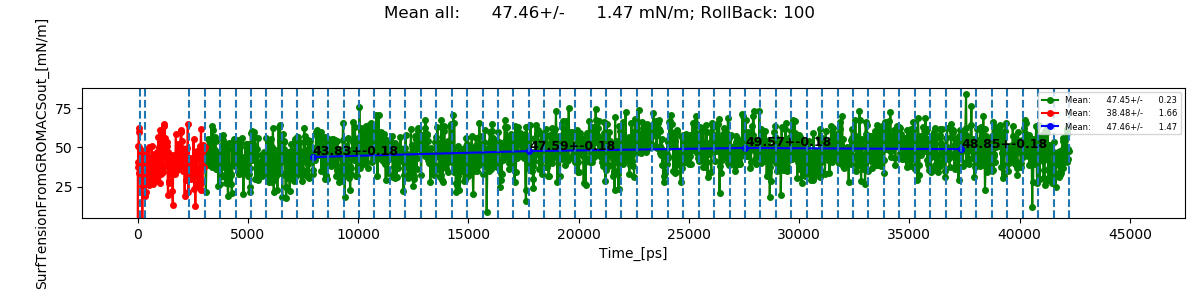 Mean all:      47.46+/-      1.47 mN/m; RollBack: 100
SurfTensionFromGROMACSout_[mN/m]
75
50
25
43.83+-0.18
47.59+-0.18
49.57+-0.18
48.85+-0.18
Mean:      47.45+/-      0.23
Mean:      38.48+/-      1.66
Mean:      47.46+/-      1.47
0 5000 10000 15000 20000 25000 30000 35000 40000 45000
Time_[ps]